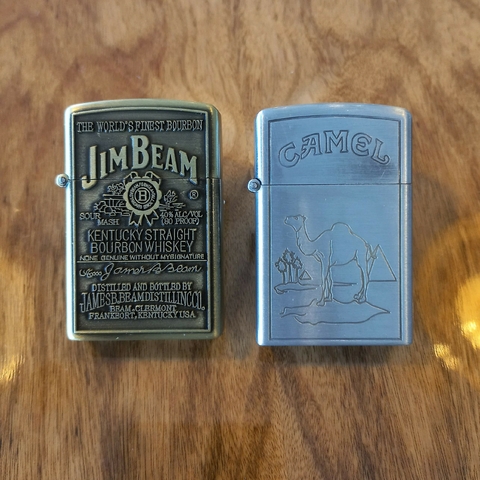 THE WORLD'S FINEST BOURBON
JIM BEAM
®
B
SOUR MASH
40% ALC/VOL
(80 PROOF)
KENTUCKY STRAIGHT
BOURBON WHISKEY
NONE GENUINE WITHOUT MY SIGNATURE
James B. Beam
DISTILLED AND BOTTLED BY
JAMES B. BEAM DISTILLING CO.
BEAM, CLERMONT,
FRANKFORT, KENTUCKY USA.
CAMEL